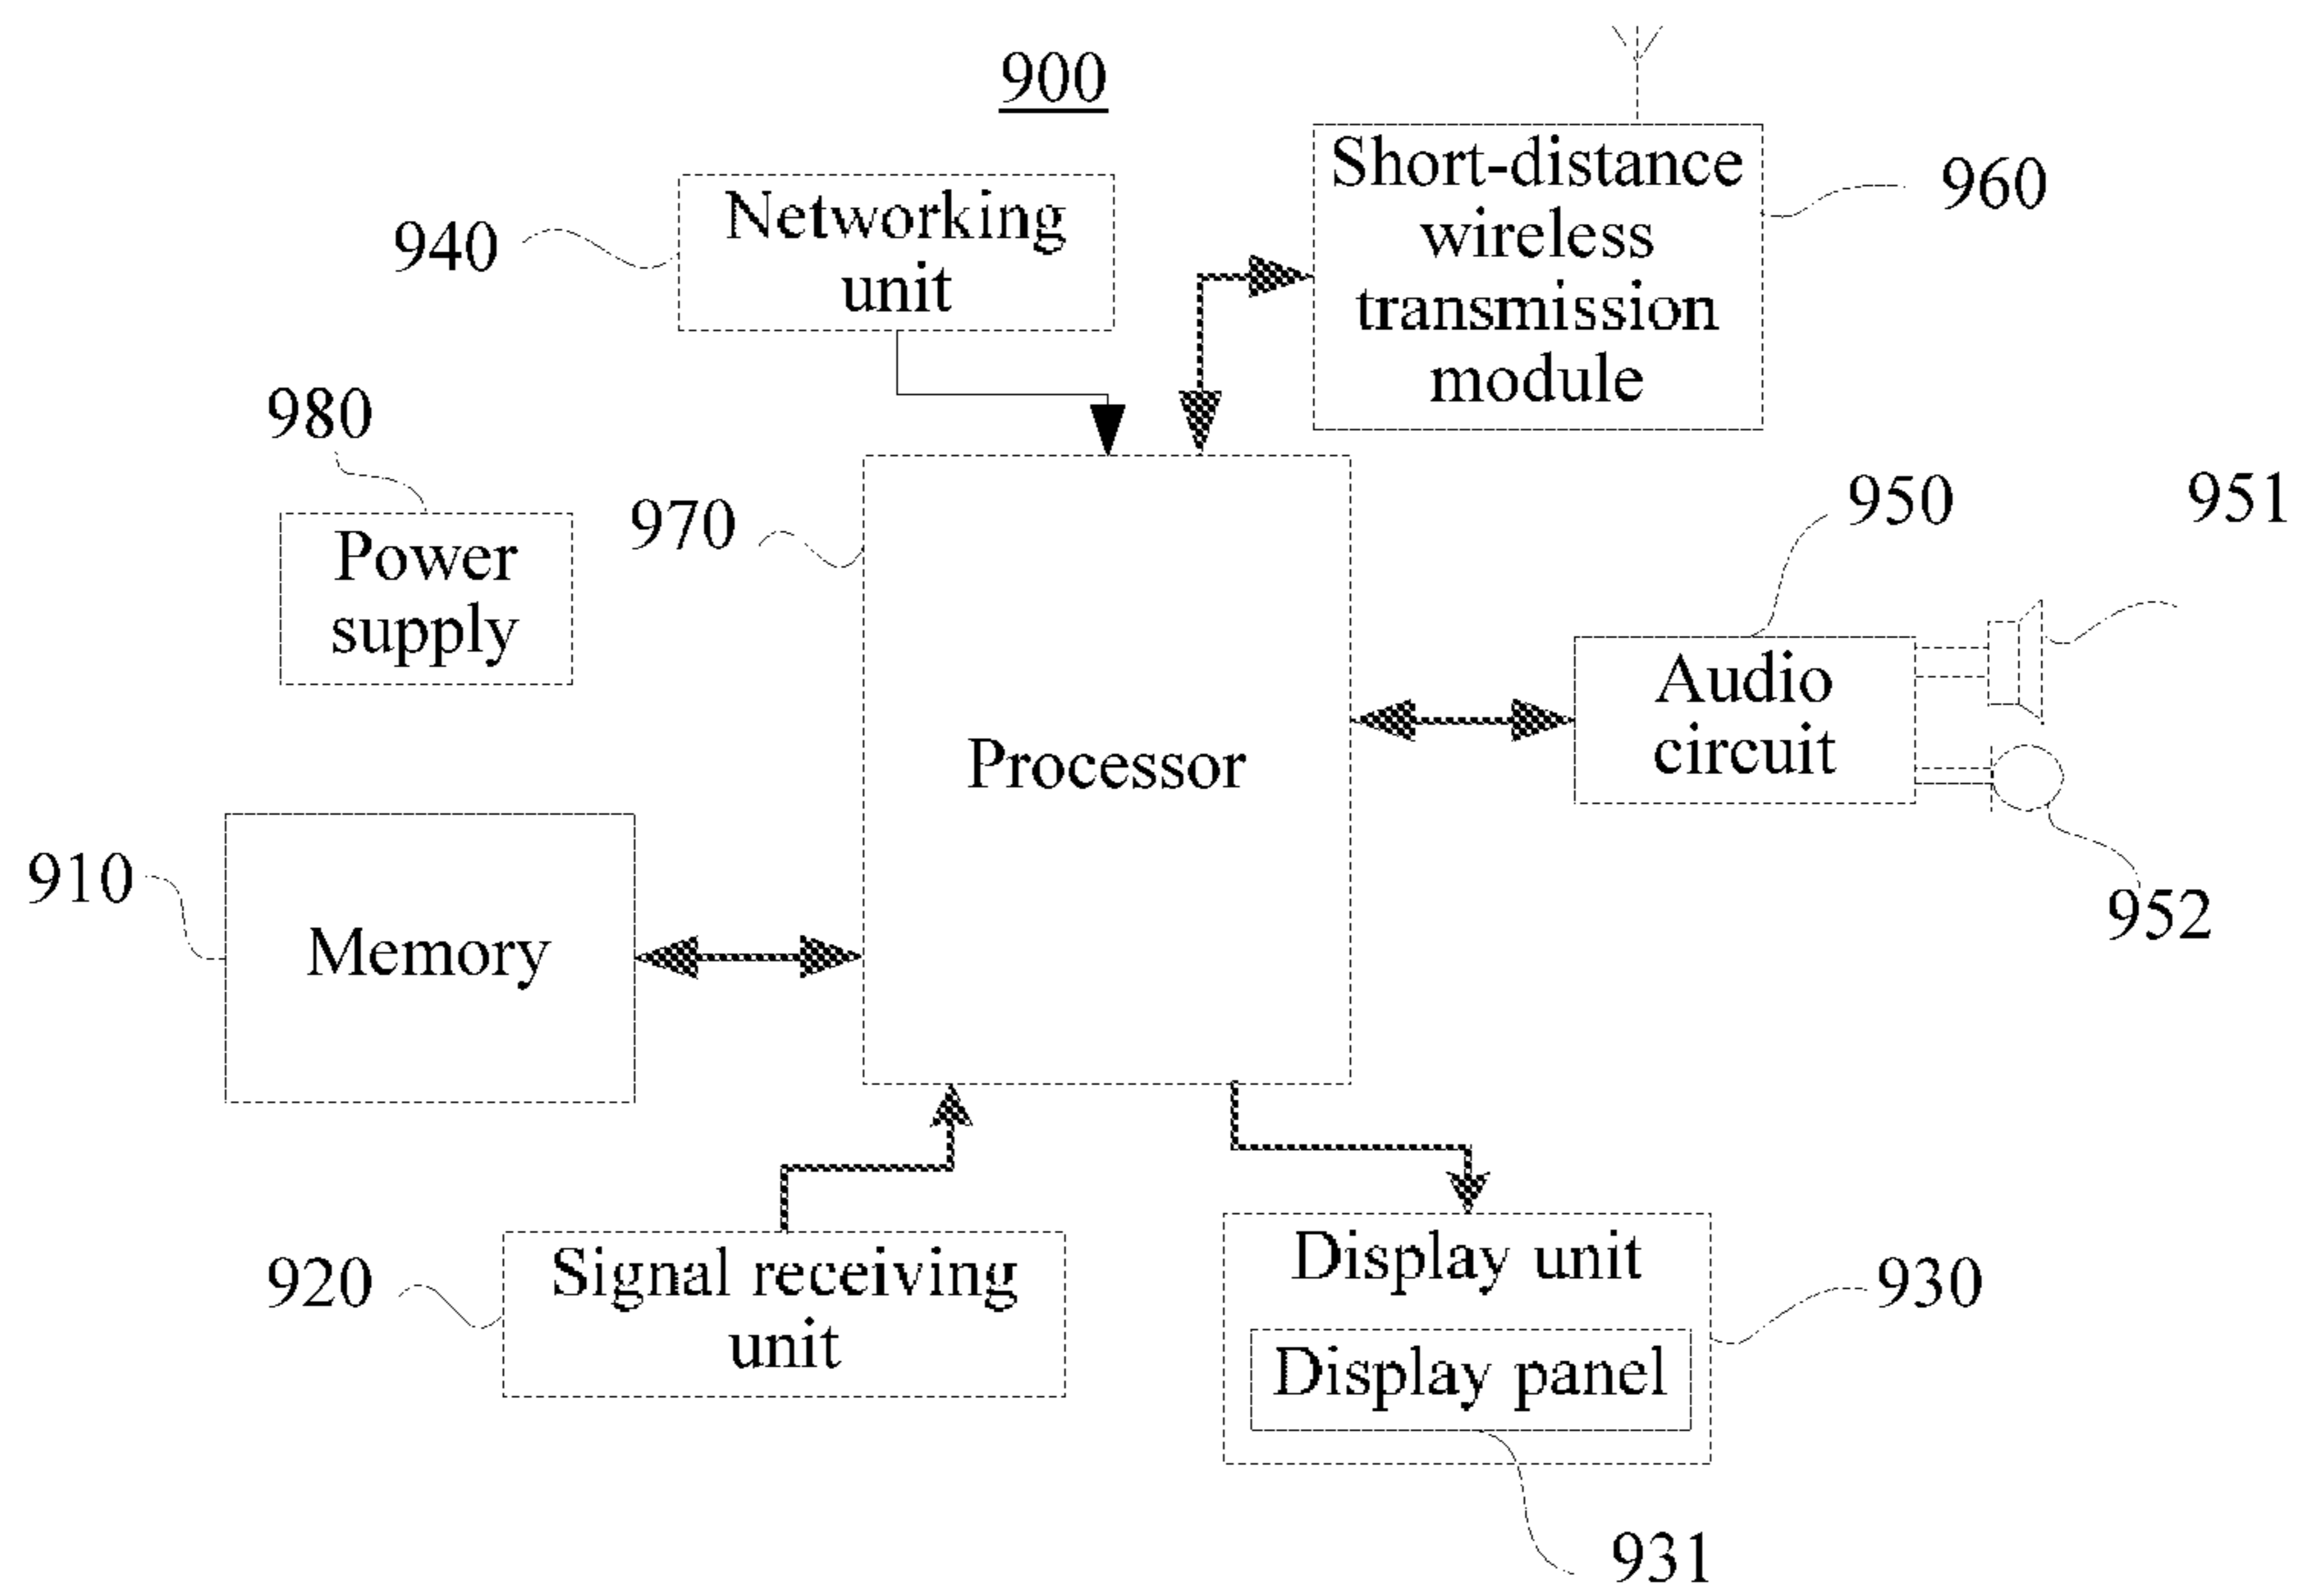 900
Short-distance
wireless
transmission
module
960
Networking
unit
940
980
Power
supply
970
Processor
950
951
Audio
circuit
952
910
Memory
920
Signal receiving
unit
Display unit
930
Display panel
931